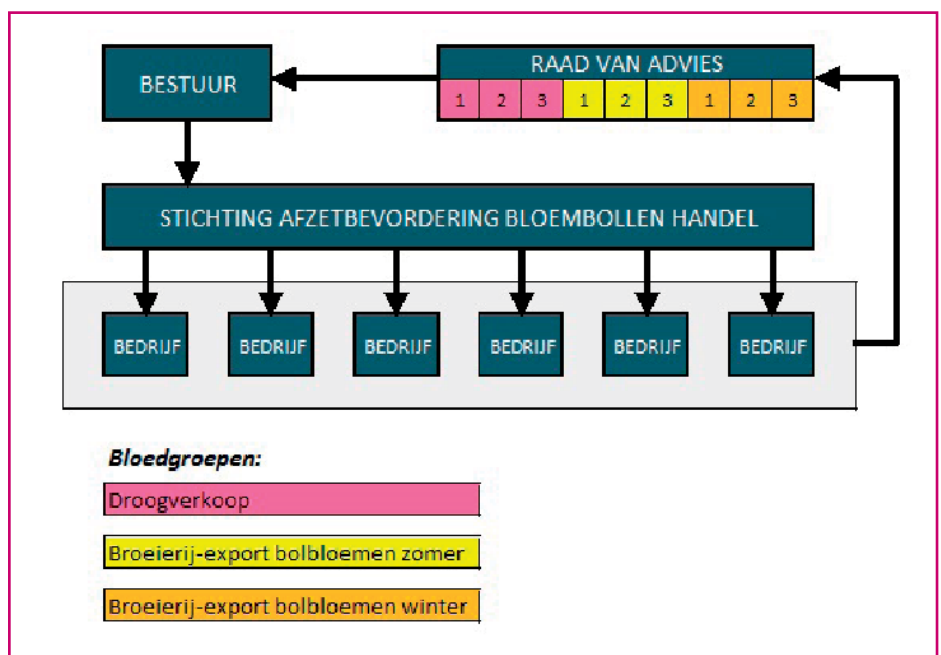 BESTUUR
RAAD VAN ADVIES
1 2 3 1 2 3 1 2 3
STICHTING AFZETBEVORDERING BLOEMBOLLEN HANDEL
BEDRIJF BEDRIJF BEDRIJF BEDRIJF BEDRIJF BEDRIJF
Bloedgroepen:
Droogverkoop
Broeierij-export bolbloemen zomer
Broeierij-export bolbloemen winter